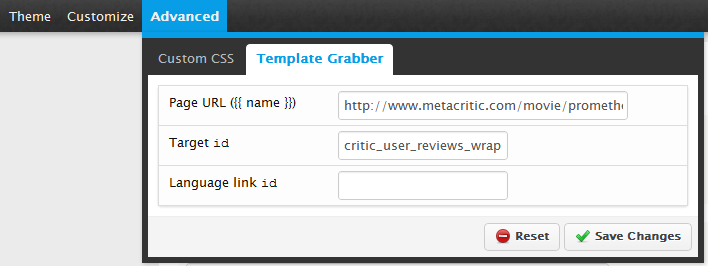 Theme Customize Advanced
Custom CSS Template Grabber
Page URL ({{ name }}) http://www.metacritic.com/movie/prometh
Target id critic_user_reviews_wrap
Language link id
Reset Save Changes